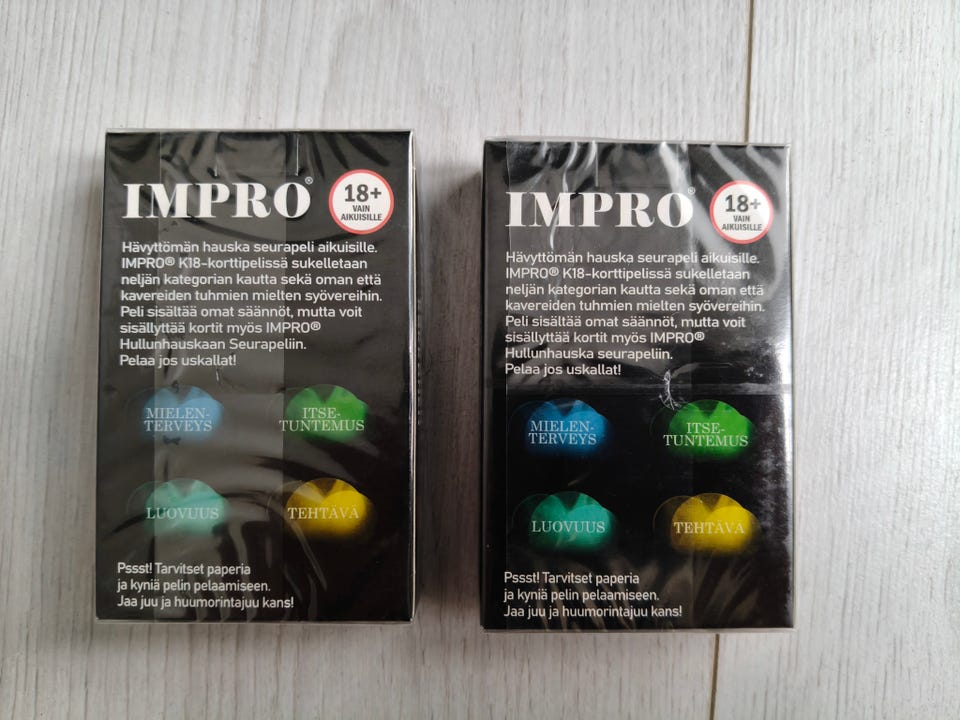 IMPRO®
18+
VAIN
AIKUISILLE
Hävyttömän hauska seurapeli aikuisille.
IMPRO® K18-korttipelissä sukelletaan
neljän kategorian kautta sekä oman että
kavereiden tuhmien mielten syövereihin.
Peli sisältää omat säännöt, mutta voit
sisällyttää kortit myös IMPRO®
Hullunhauskaan Seurapeliin.
Pelaa jos uskallat!
MIELEN-
TERVEYS
ITSE-
TUNTEMUS
LUOVUUS
TEHTÄVÄ
Pssst! Tarvitset paperia
ja kyniä pelin pelaamiseen.
Jaa juu ja huumorintajuu kans!
IMPRO®
18+
VAIN
AIKUISILLE
Hävyttömän hauska seurapeli aikuisille.
IMPRO® K18-korttipelissä sukelletaan
neljän kategorian kautta sekä oman että
kavereiden tuhmien mielten syövereihin.
Peli sisältää omat säännöt, mutta voit
sisällyttää kortit myös IMPRO®
Hullunhauska seurapeliin.
Pelaa jos uskallat!
MIELEN-
TERVEYS
ITSE-
TUNTEMUS
LUOVUUS
TEHTÄVÄ
Pssst! Tarvitset paperia
ja kyniä pelin pelaamiseen.
Jaa juu ja huumorintajuu kans!